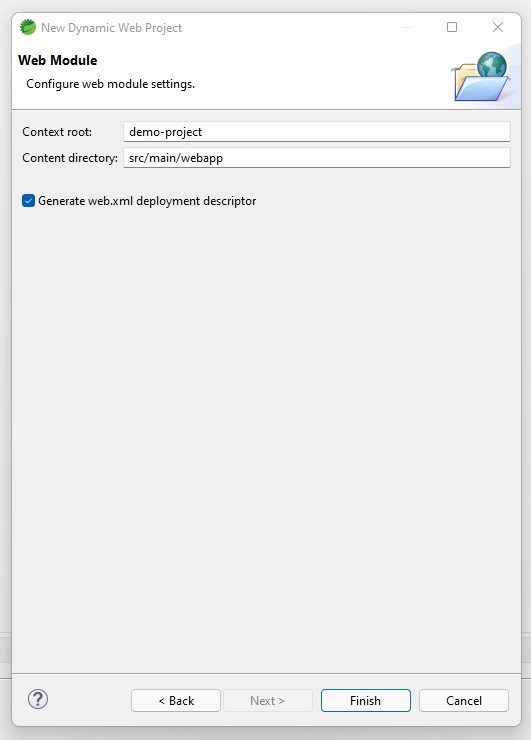 New Dynamic Web Project
Web Module
Configure web module settings.
Context root: demo-project
Content directory: src/main/webapp
Generate web.xml deployment descriptor
? < Back Next > Finish Cancel